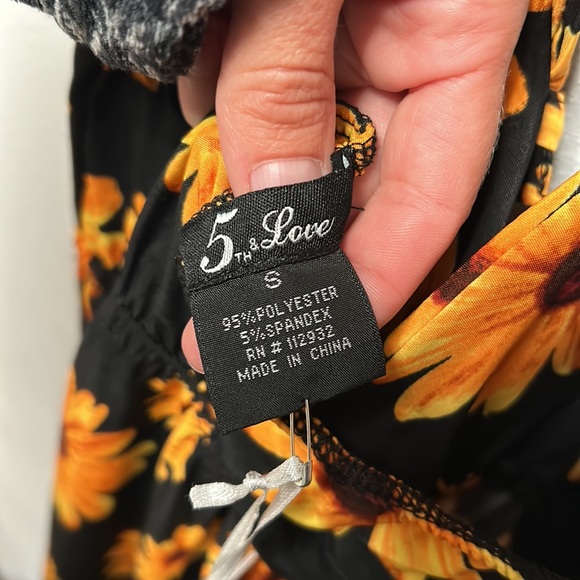 5TH & Love
S
95%POLYESTER
5%SPANDEX
RN # 112932
MADE IN CHINA